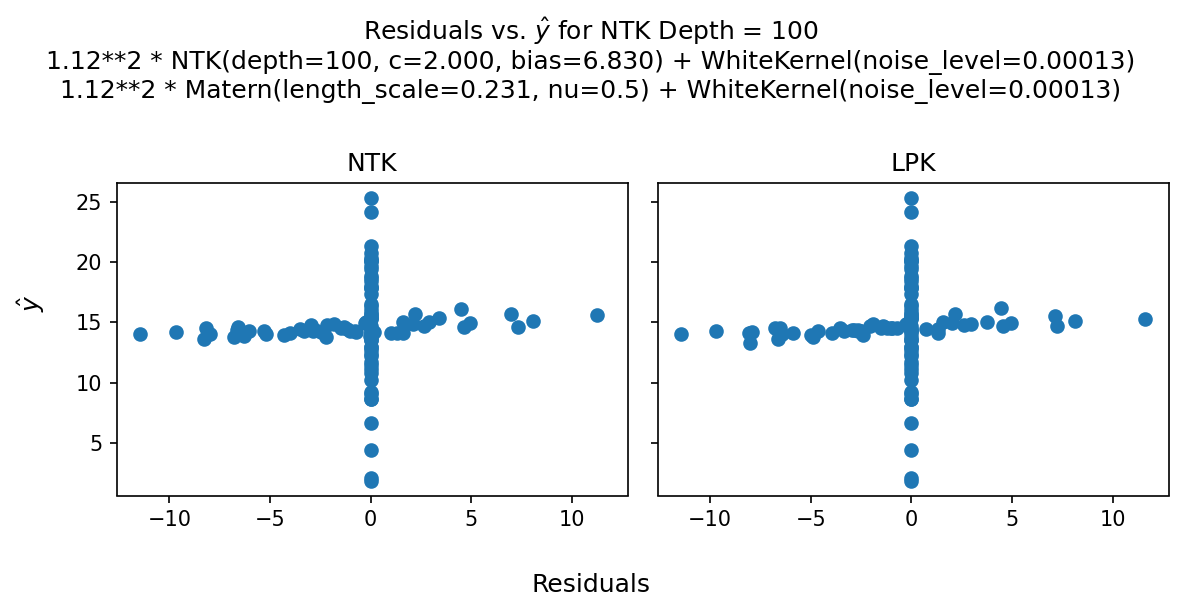 Residuals vs. ŷ for NTK Depth = 100
1.12**2 * NTK(depth=100, c=2.000, bias=6.830) + WhiteKernel(noise_level=0.00013)
1.12**2 * Matern(length_scale=0.231, nu=0.5) + WhiteKernel(noise_level=0.00013)
NTK
LPK
25
20
15
10
5
ŷ
−10 −5 0 5 10
−10 −5 0 5 10
Residuals